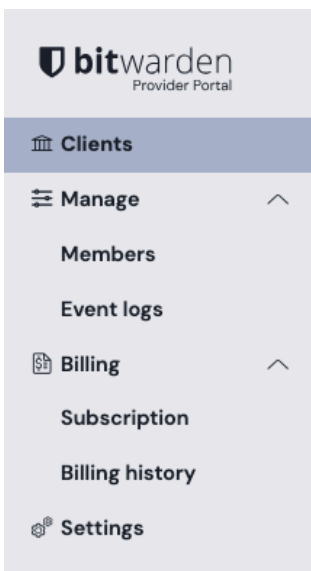 bitwarden
Provider Portal
Clients
Manage
Members
Event logs
Billing
Subscription
Billing history
Settings